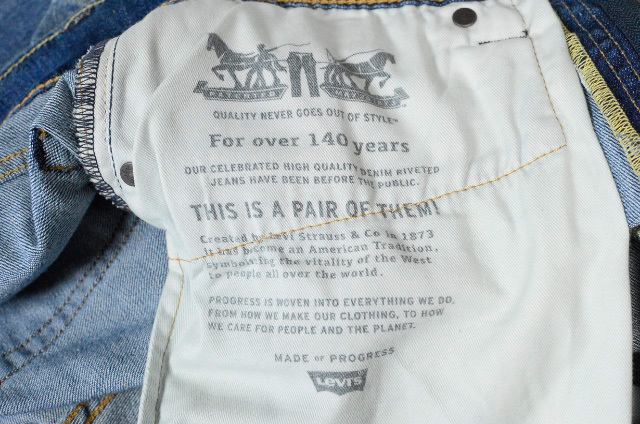 QUALITY NEVER GOES OUT OF STYLE™
For over 140 years
OUR CELEBRATED HIGH QUALITY DENIM RIVETED
JEANS HAVE BEEN BEFORE THE PUBLIC.
THIS IS A PAIR OF THEM!
Created by Levi Strauss & Co in 1873
it has become an American Tradition,
symbolizing the vitality of the West
to people all over the world.
PROGRESS IS WOVEN INTO EVERYTHING WE DO,
FROM HOW WE MAKE OUR CLOTHING, TO HOW
WE CARE FOR PEOPLE AND THE PLANET.
MADE OF PROGRESS
Levi's